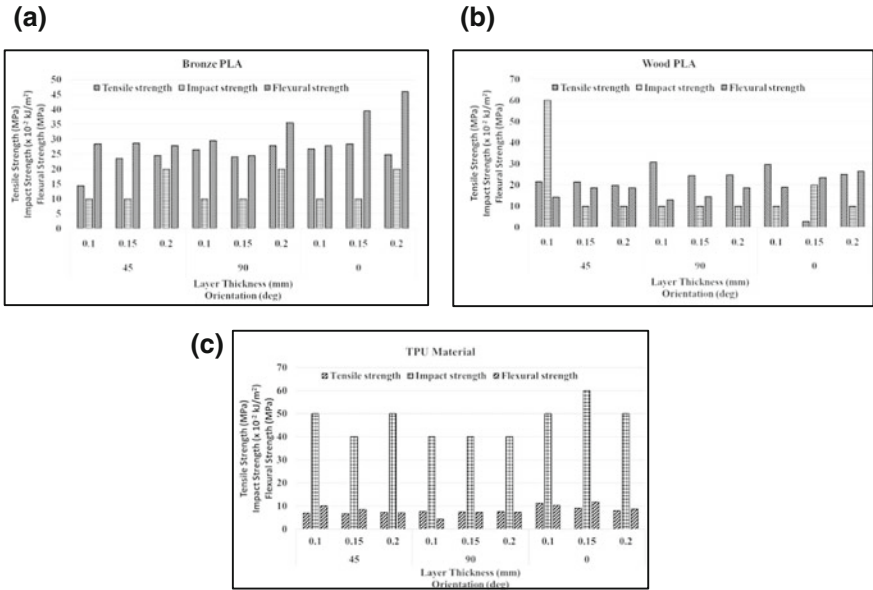 (a)
Bronze PLA
Tensile Strength (MPa)
Impact Strength (x 10⁻² kJ/m²)
Flexural Strength (MPa)
50
45
40
35
30
25
20
15
10
5
0
Tensile strength Impact strength Flexural strength
0.1 0.15 0.2 0.1 0.15 0.2 0.1 0.15 0.2
45 90 0
Layer Thickness (mm)
Orientation (deg)
(b)
Wood PLA
Tensile Strength (MPa)
Impact Strength (x 10⁻² kJ/m²)
Flexural Strength (MPa)
70
60
50
40
30
20
10
0
Tensile strength Impact strength Flexural strength
0.1 0.15 0.2 0.1 0.15 0.2 0.1 0.15 0.2
45 90 0
Layer Thickness (mm)
Orientation (deg)
(c)
TPU Material
Tensile Strength (MPa)
Impact Strength (x 10⁻² kJ/m²)
Flexural Strength (MPa)
70
60
50
40
30
20
10
0
Tensile strength Impact strength Flexural strength
0.1 0.15 0.2 0.1 0.15 0.2 0.1 0.15 0.2
45 90 0
Layer Thickness (mm)
Orientation (deg)